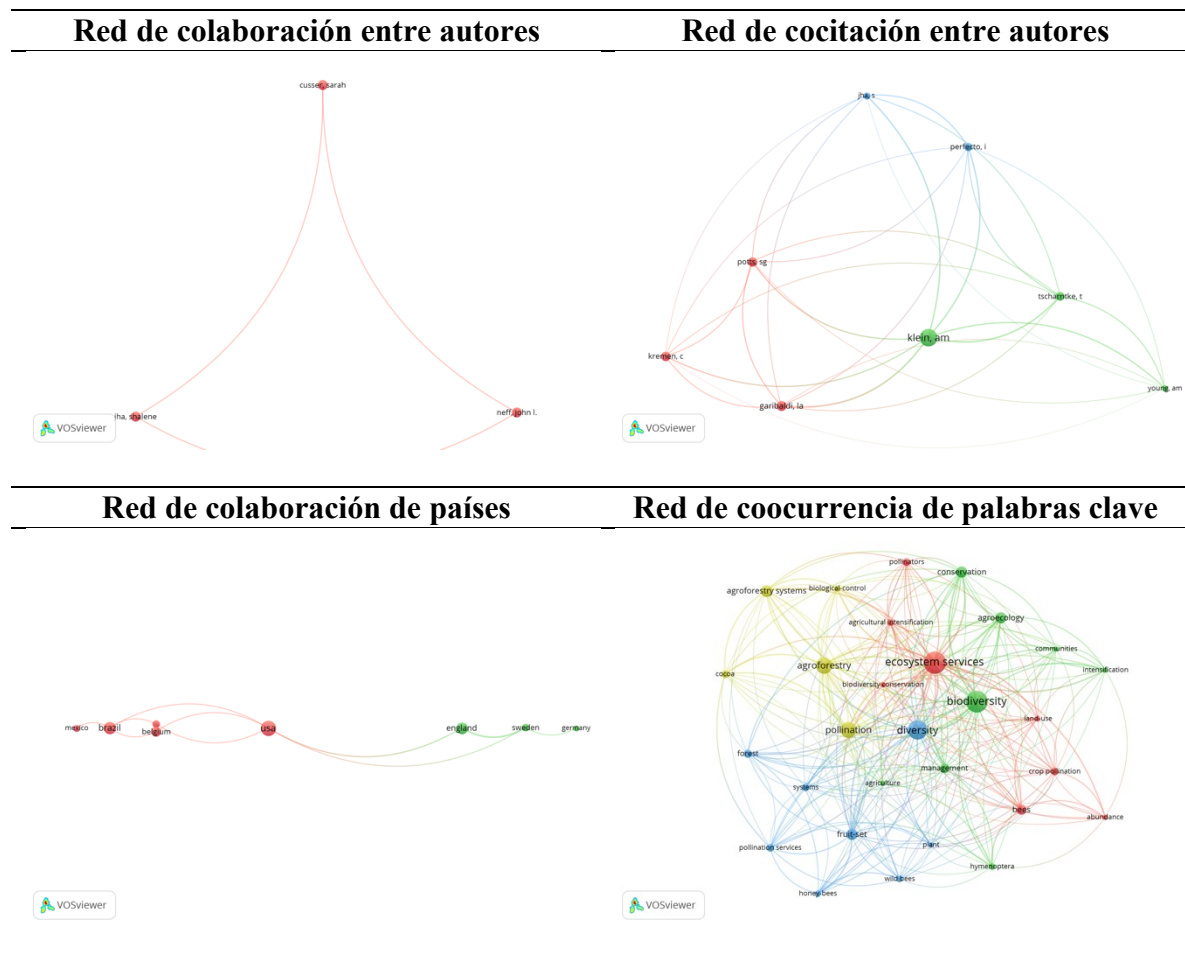 Red de colaboración entre autores
Red de cocitación entre autores
cusser, sarah
jha, shalene
neff, john l.
VOSviewer
jha, s
perfecto, i
potts, sg
tscharntke, t
klein, am
kremen, c
young, am
garibaldi, la
VOSviewer
Red de colaboración de países
Red de coocurrencia de palabras clave
mexico
brazil
belgium
usa
england
sweden
germany
VOSviewer
pollinators
conservation
agroforestry systems
biological control
agricultural intensification
agroecology
communities
ecosystem services
agroforestry
intensification
cocoa
biodiversity conservation
biodiversity
land-use
pollination
diversity
forest
management
crop pollination
systems
agriculture
bees
abundance
fruit-set
pollination services
plant
hymenoptera
wild bees
honey-bees
VOSviewer